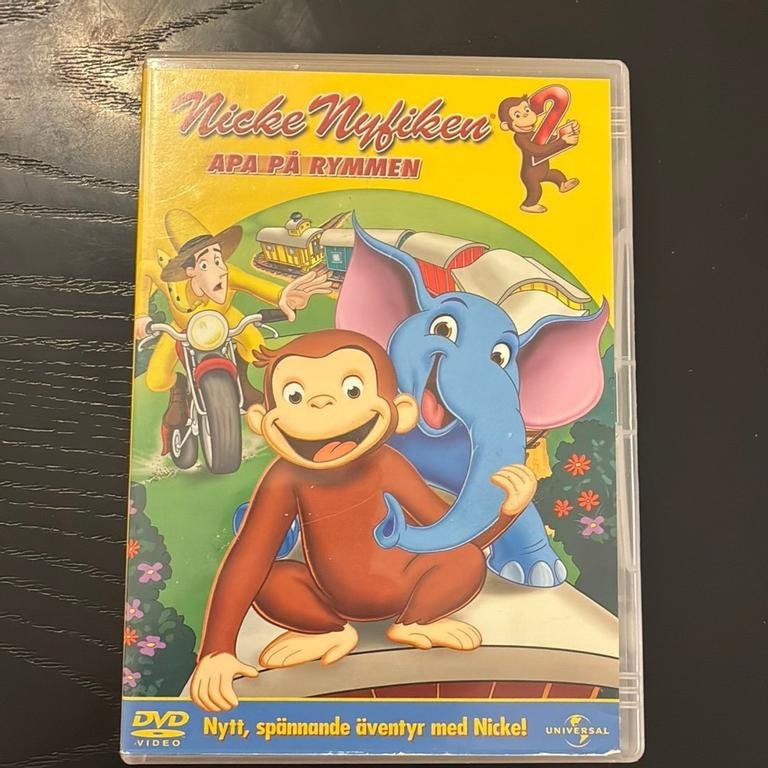 Nicke Nyfiken® 2
APA PÅ RYMMEN
DVD
VIDEO
Nytt, spännande äventyr med Nicke!
UNIVERSAL